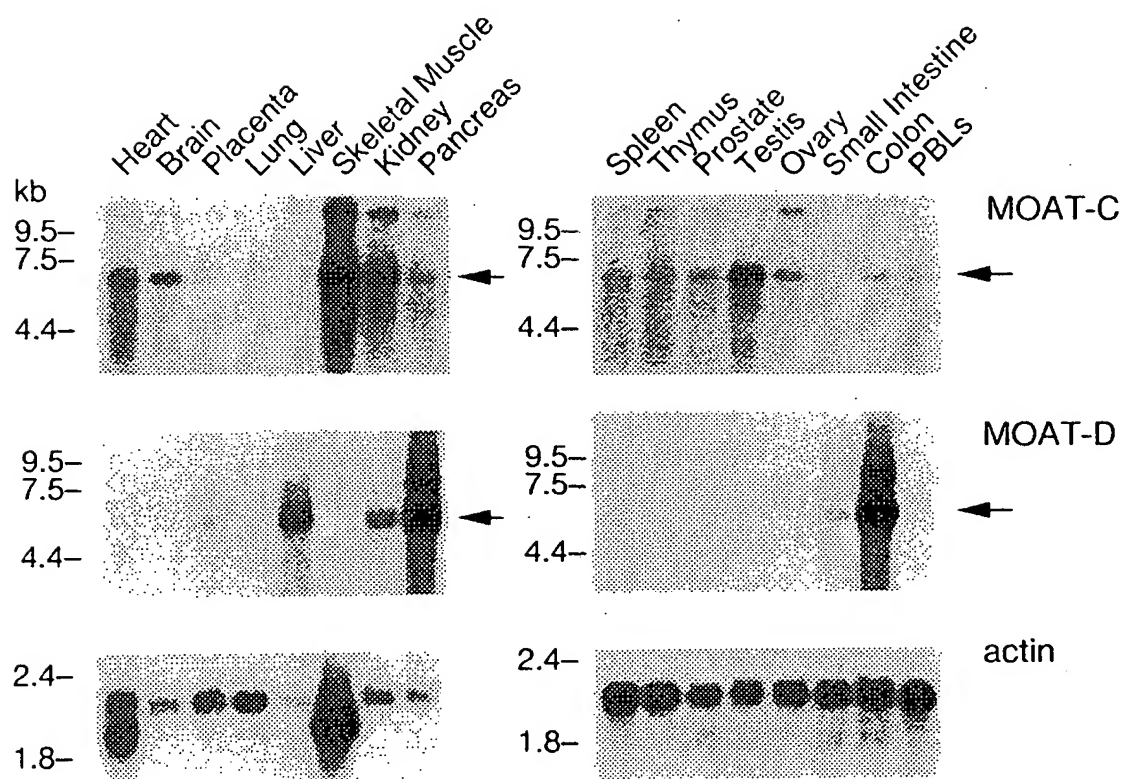 Heart Brain Placenta Lung Liver Skeletal Muscle Kidney Pancreas
Spleen Thymus Prostate Testis Ovary Small Intestine Colon PBLs
kb
9.5–
7.5–
4.4–
9.5–
7.5–
4.4–
MOAT-C
9.5–
7.5–
4.4–
9.5–
7.5–
4.4–
MOAT-D
2.4–
1.8–
2.4–
1.8–
actin